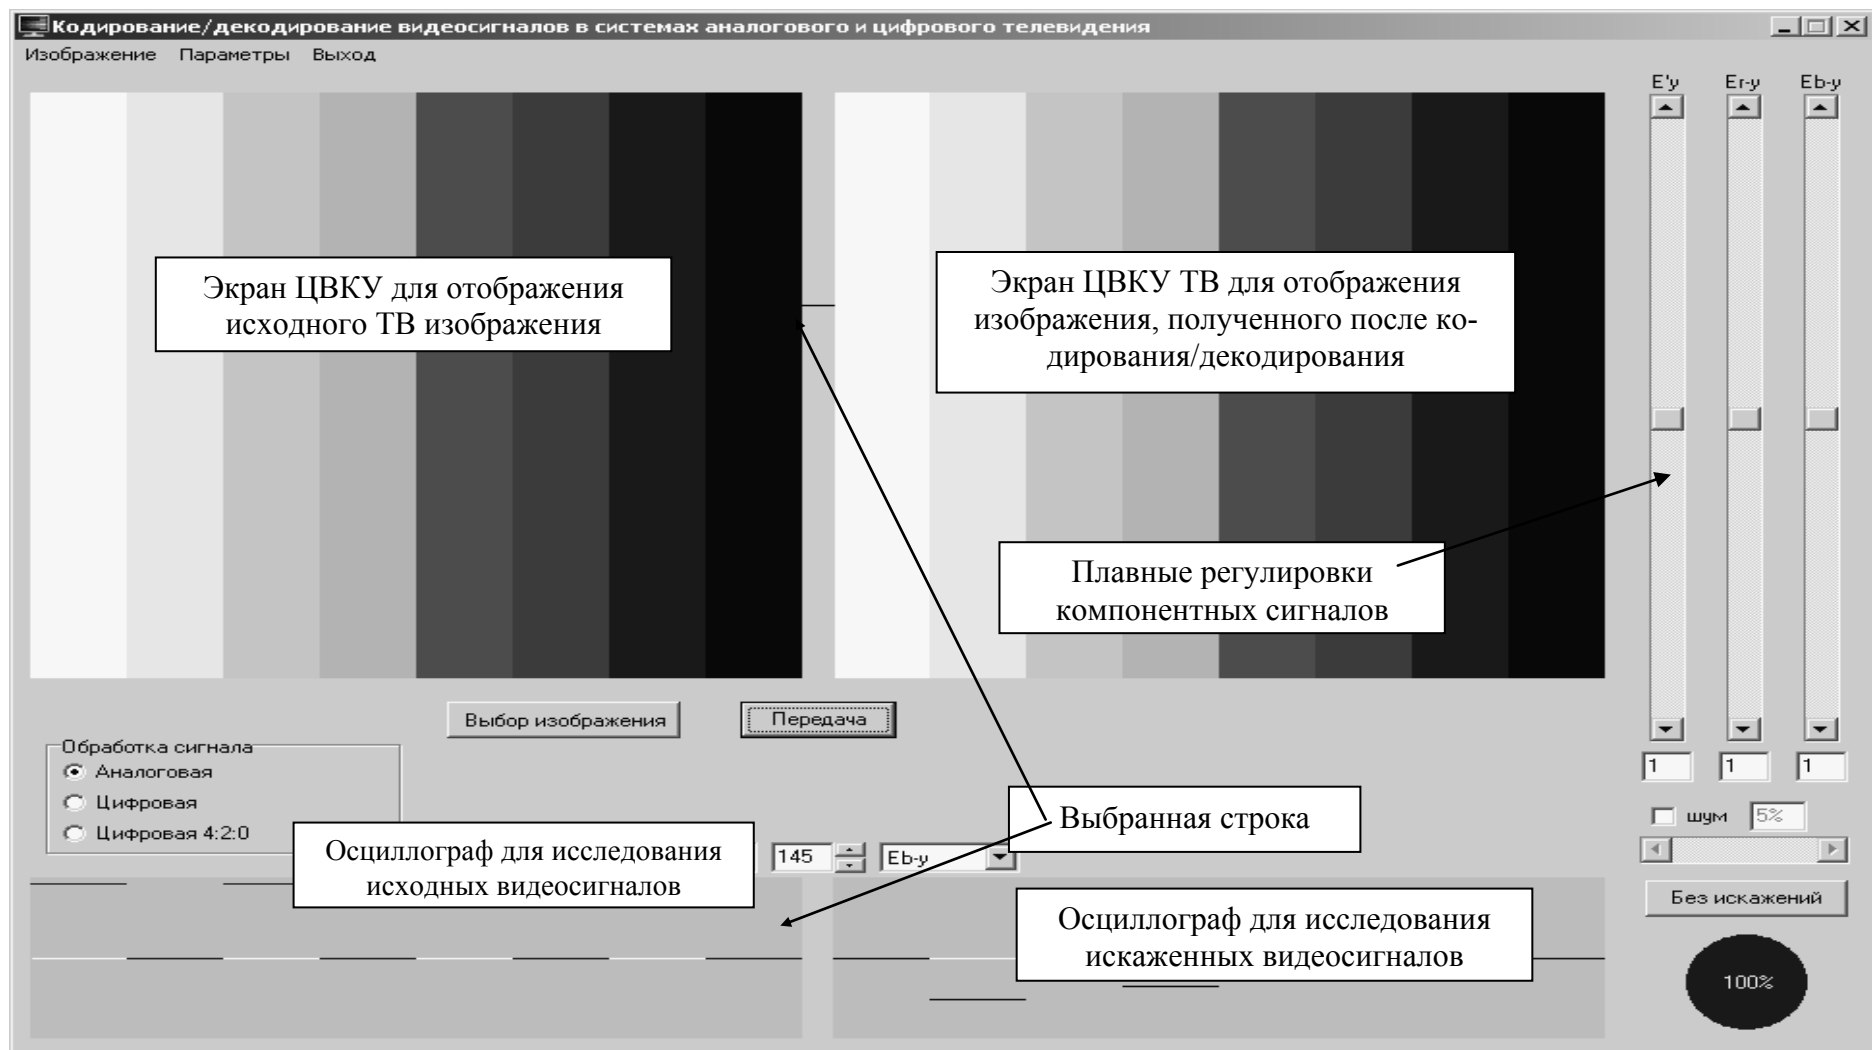 Кодирование/декодирование видеосигналов в системах аналогового и цифрового телевидения
Изображение Параметры Выход
E'y Er-y Eb-y
Экран ЦВКУ для отображения
исходного ТВ изображения
Экран ЦВКУ ТВ для отображения
изображения, полученного после ко-
дирования/декодирования
Плавные регулировки
компонентных сигналов
Выбор изображения Передача
Обработка сигнала
Аналоговая
Цифровая
Цифровая 4:2:0
1 1 1
шум 5%
Выбранная строка
Осциллограф для исследования
исходных видеосигналов
145 Eb-y
Осциллограф для исследования
искаженных видеосигналов
Без искажений
100%